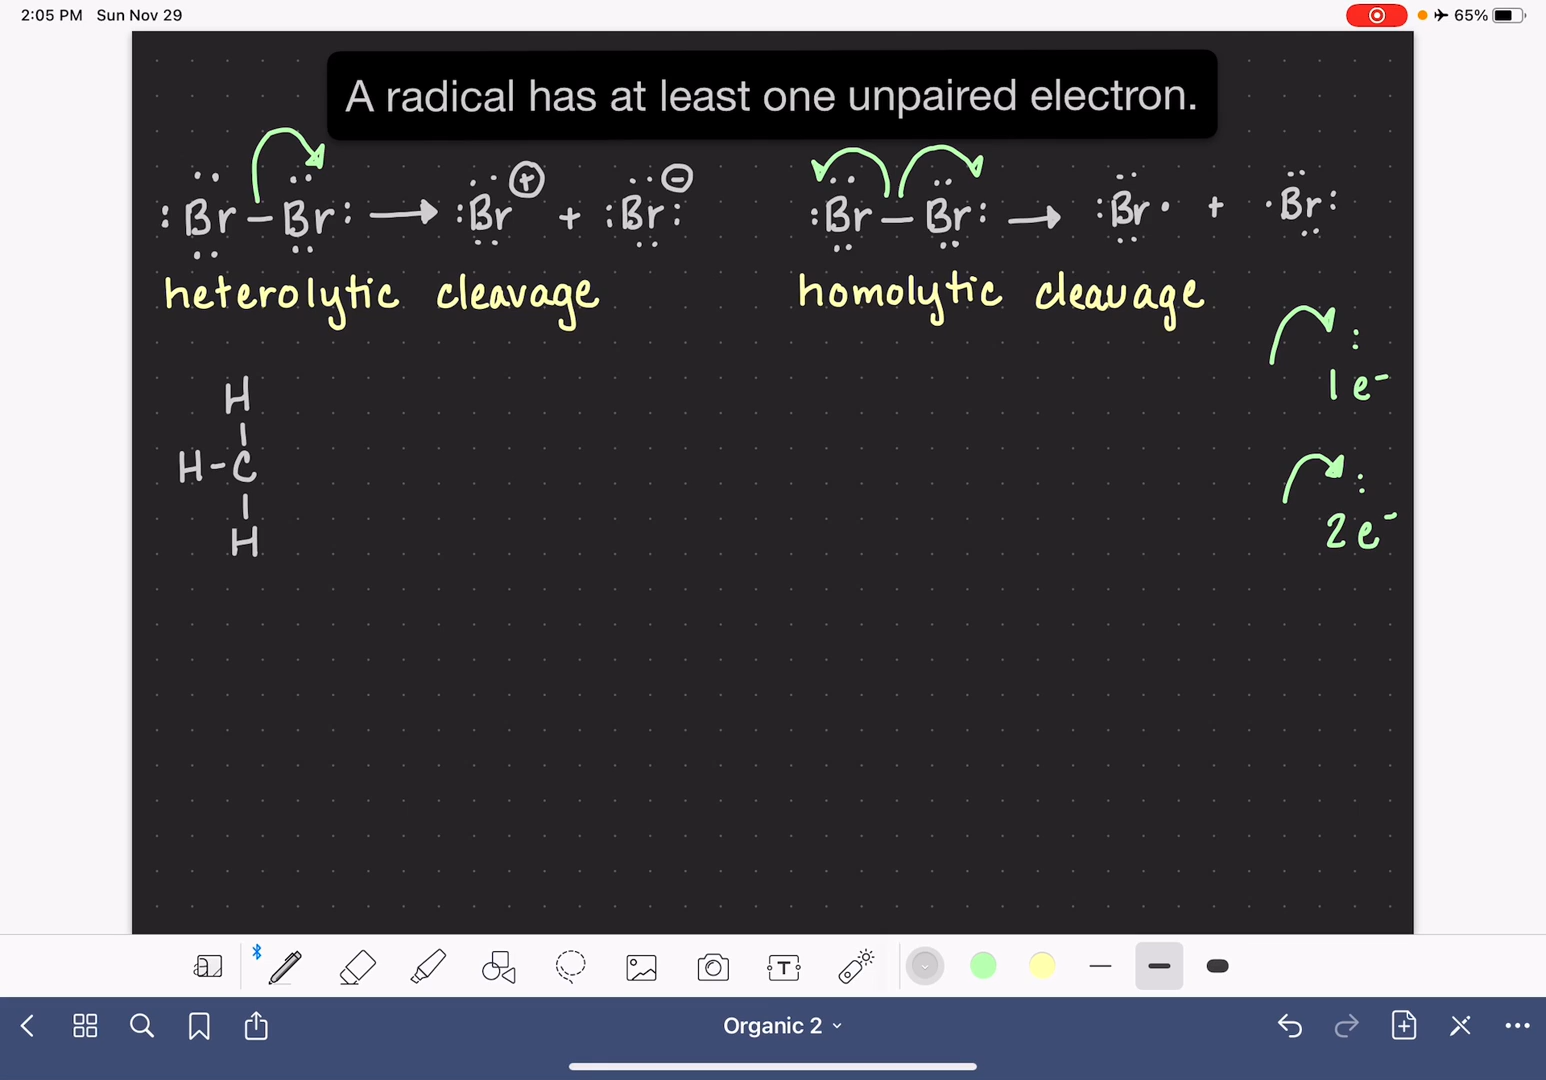 2:05 PM Sun Nov 29
65%
A radical has at least one unpaired electron.
:Br – Br: → :Br ⊕ + :Br: ⊖
:Br – Br: → :Br· + ·Br:
heterolytic cleavage
homolytic cleavage
: 1 e⁻
: 2 e⁻
H
H-C
H
T
Organic 2